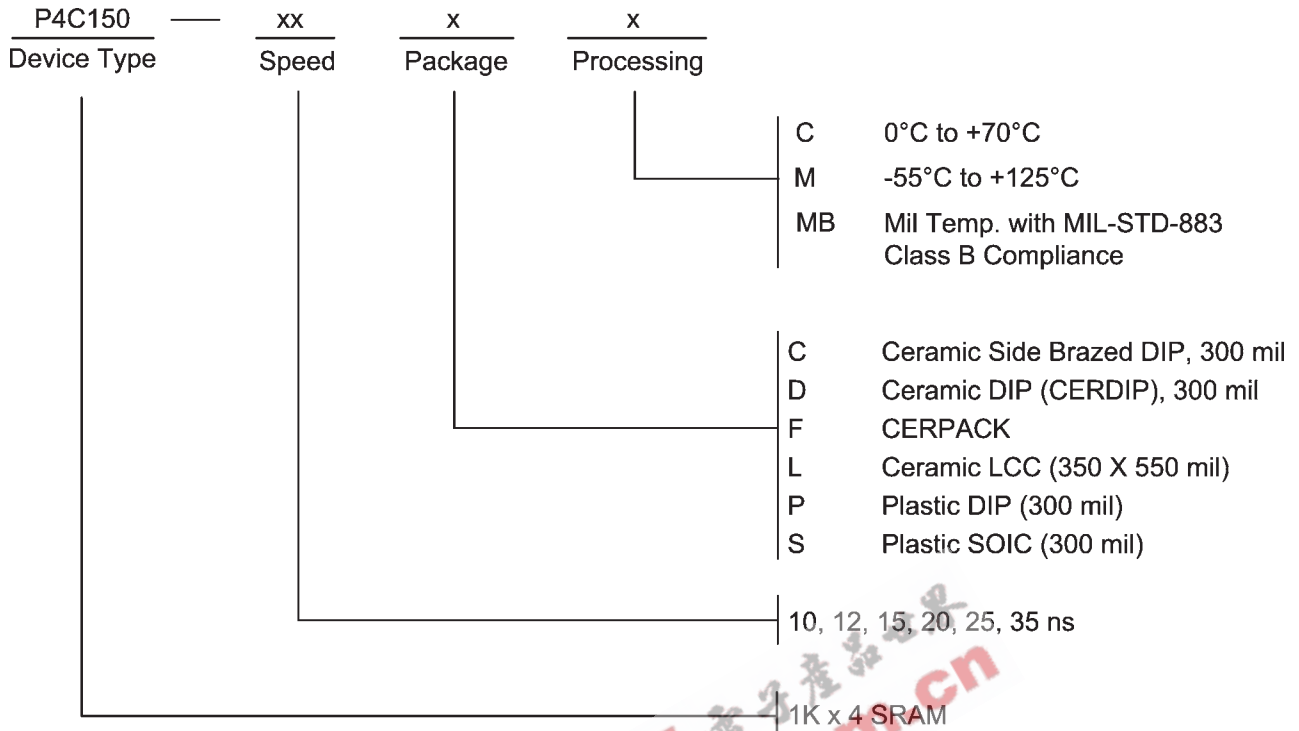 P4C150 — xx x x
Device Type Speed Package Processing
C 0°C to +70°C
M -55°C to +125°C
MB Mil Temp. with MIL-STD-883
Class B Compliance
C Ceramic Side Brazed DIP, 300 mil
D Ceramic DIP (CERDIP), 300 mil
F CERPACK
L Ceramic LCC (350 X 550 mil)
P Plastic DIP (300 mil)
S Plastic SOIC (300 mil)
10, 12, 15, 20, 25, 35 ns
1K x 4 SRAM